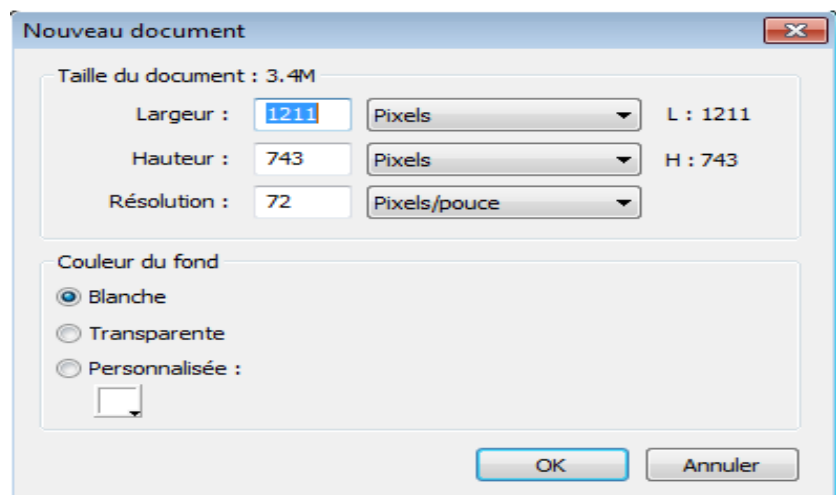 Nouveau document
Taille du document : 3.4M
Largeur : 1211 Pixels L : 1211
Hauteur : 743 Pixels H : 743
Résolution : 72 Pixels/pouce
Couleur du fond
Blanche
Transparente
Personnalisée :
OK Annuler